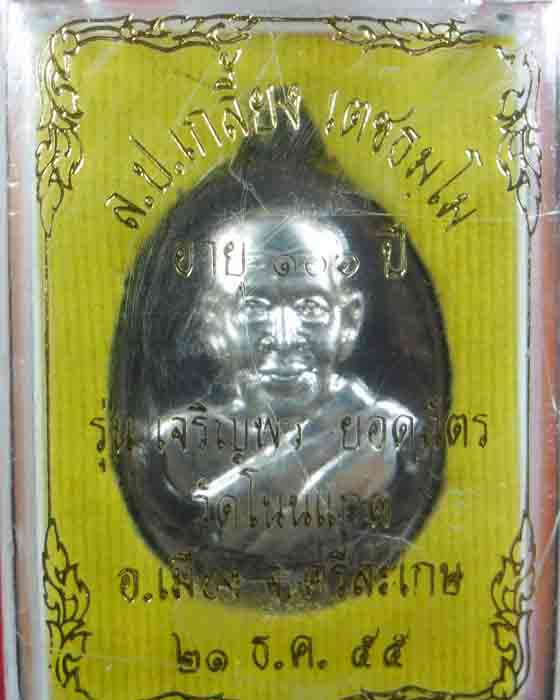 ล.ป.เกลี้ยง เตชธมฺโม
อายุ ๑๐๖ ปี
รุ่น เจริญพร ยอดฉัตร
วัดโนนแกด
อ.เมือง จ.ศรีสะเกษ
๒๑ ธ.ค. ๕๕